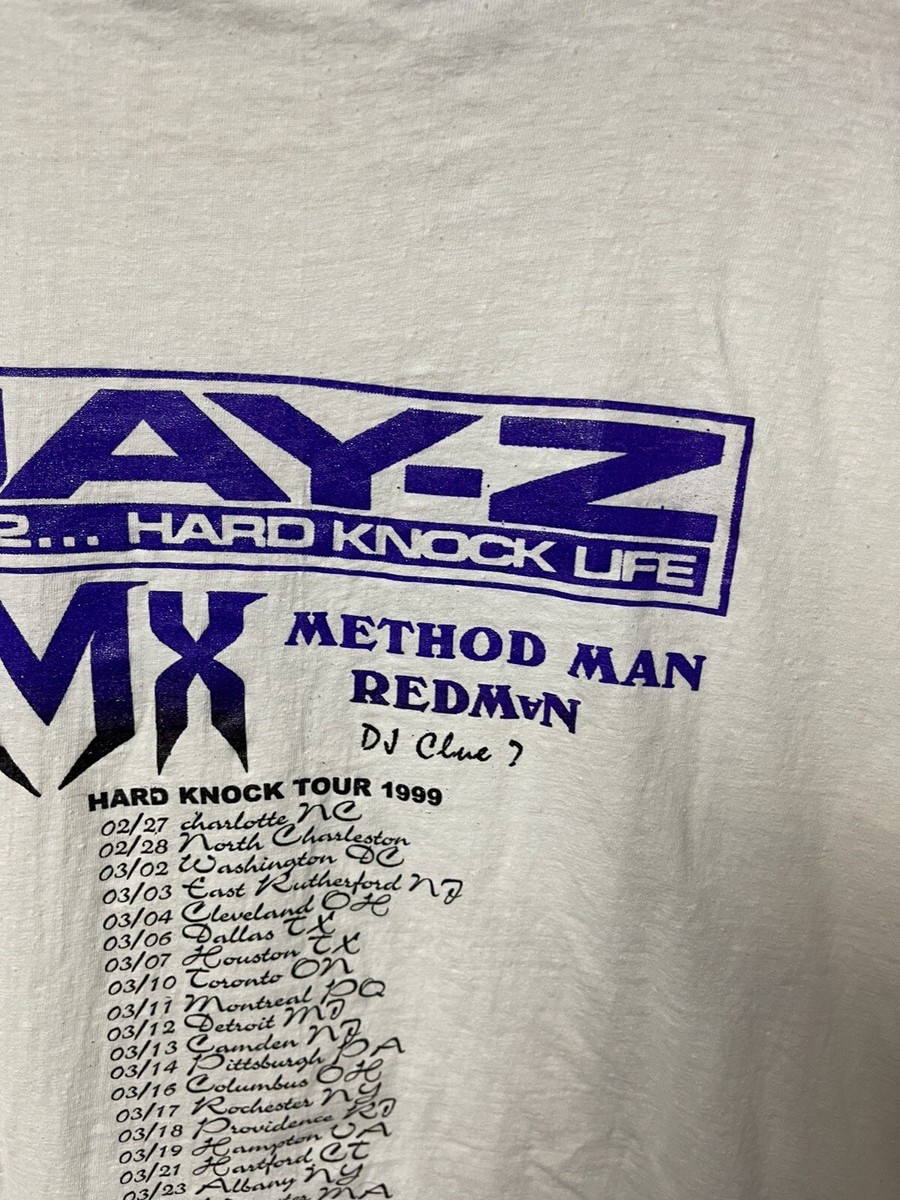 JAY-Z
2... HARD KNOCK LIFE
MX
METHOD MAN
REDMAN
DJ Clue ?
HARD KNOCK TOUR 1999
02/27 charlotte NC
02/28 North Charleston
03/02 Washington DC
03/03 East Rutherford NJ
03/04 Cleveland OH
03/06 Dallas TX
03/07 Houston TX
03/10 Toronto ON
03/11 Montreal PQ
03/12 Detroit MI
03/13 Camden NJ
03/14 Pittsburgh PA
03/16 Columbus OH
03/17 Rochester NY
03/18 Providence RI
03/19 Hampton VA
03/21 Hartford CT
03/23 Albany NY
MA